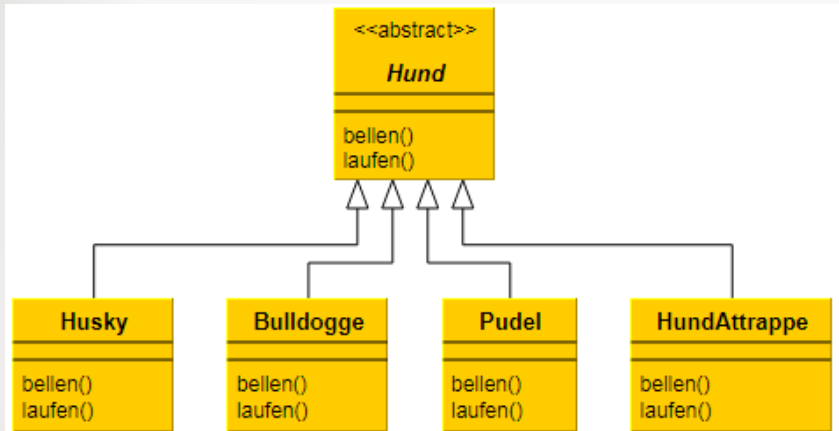 <<abstract>>
Hund
bellen()
laufen()
Husky
bellen()
laufen()
Bulldogge
bellen()
laufen()
Pudel
bellen()
laufen()
HundAttrappe
bellen()
laufen()